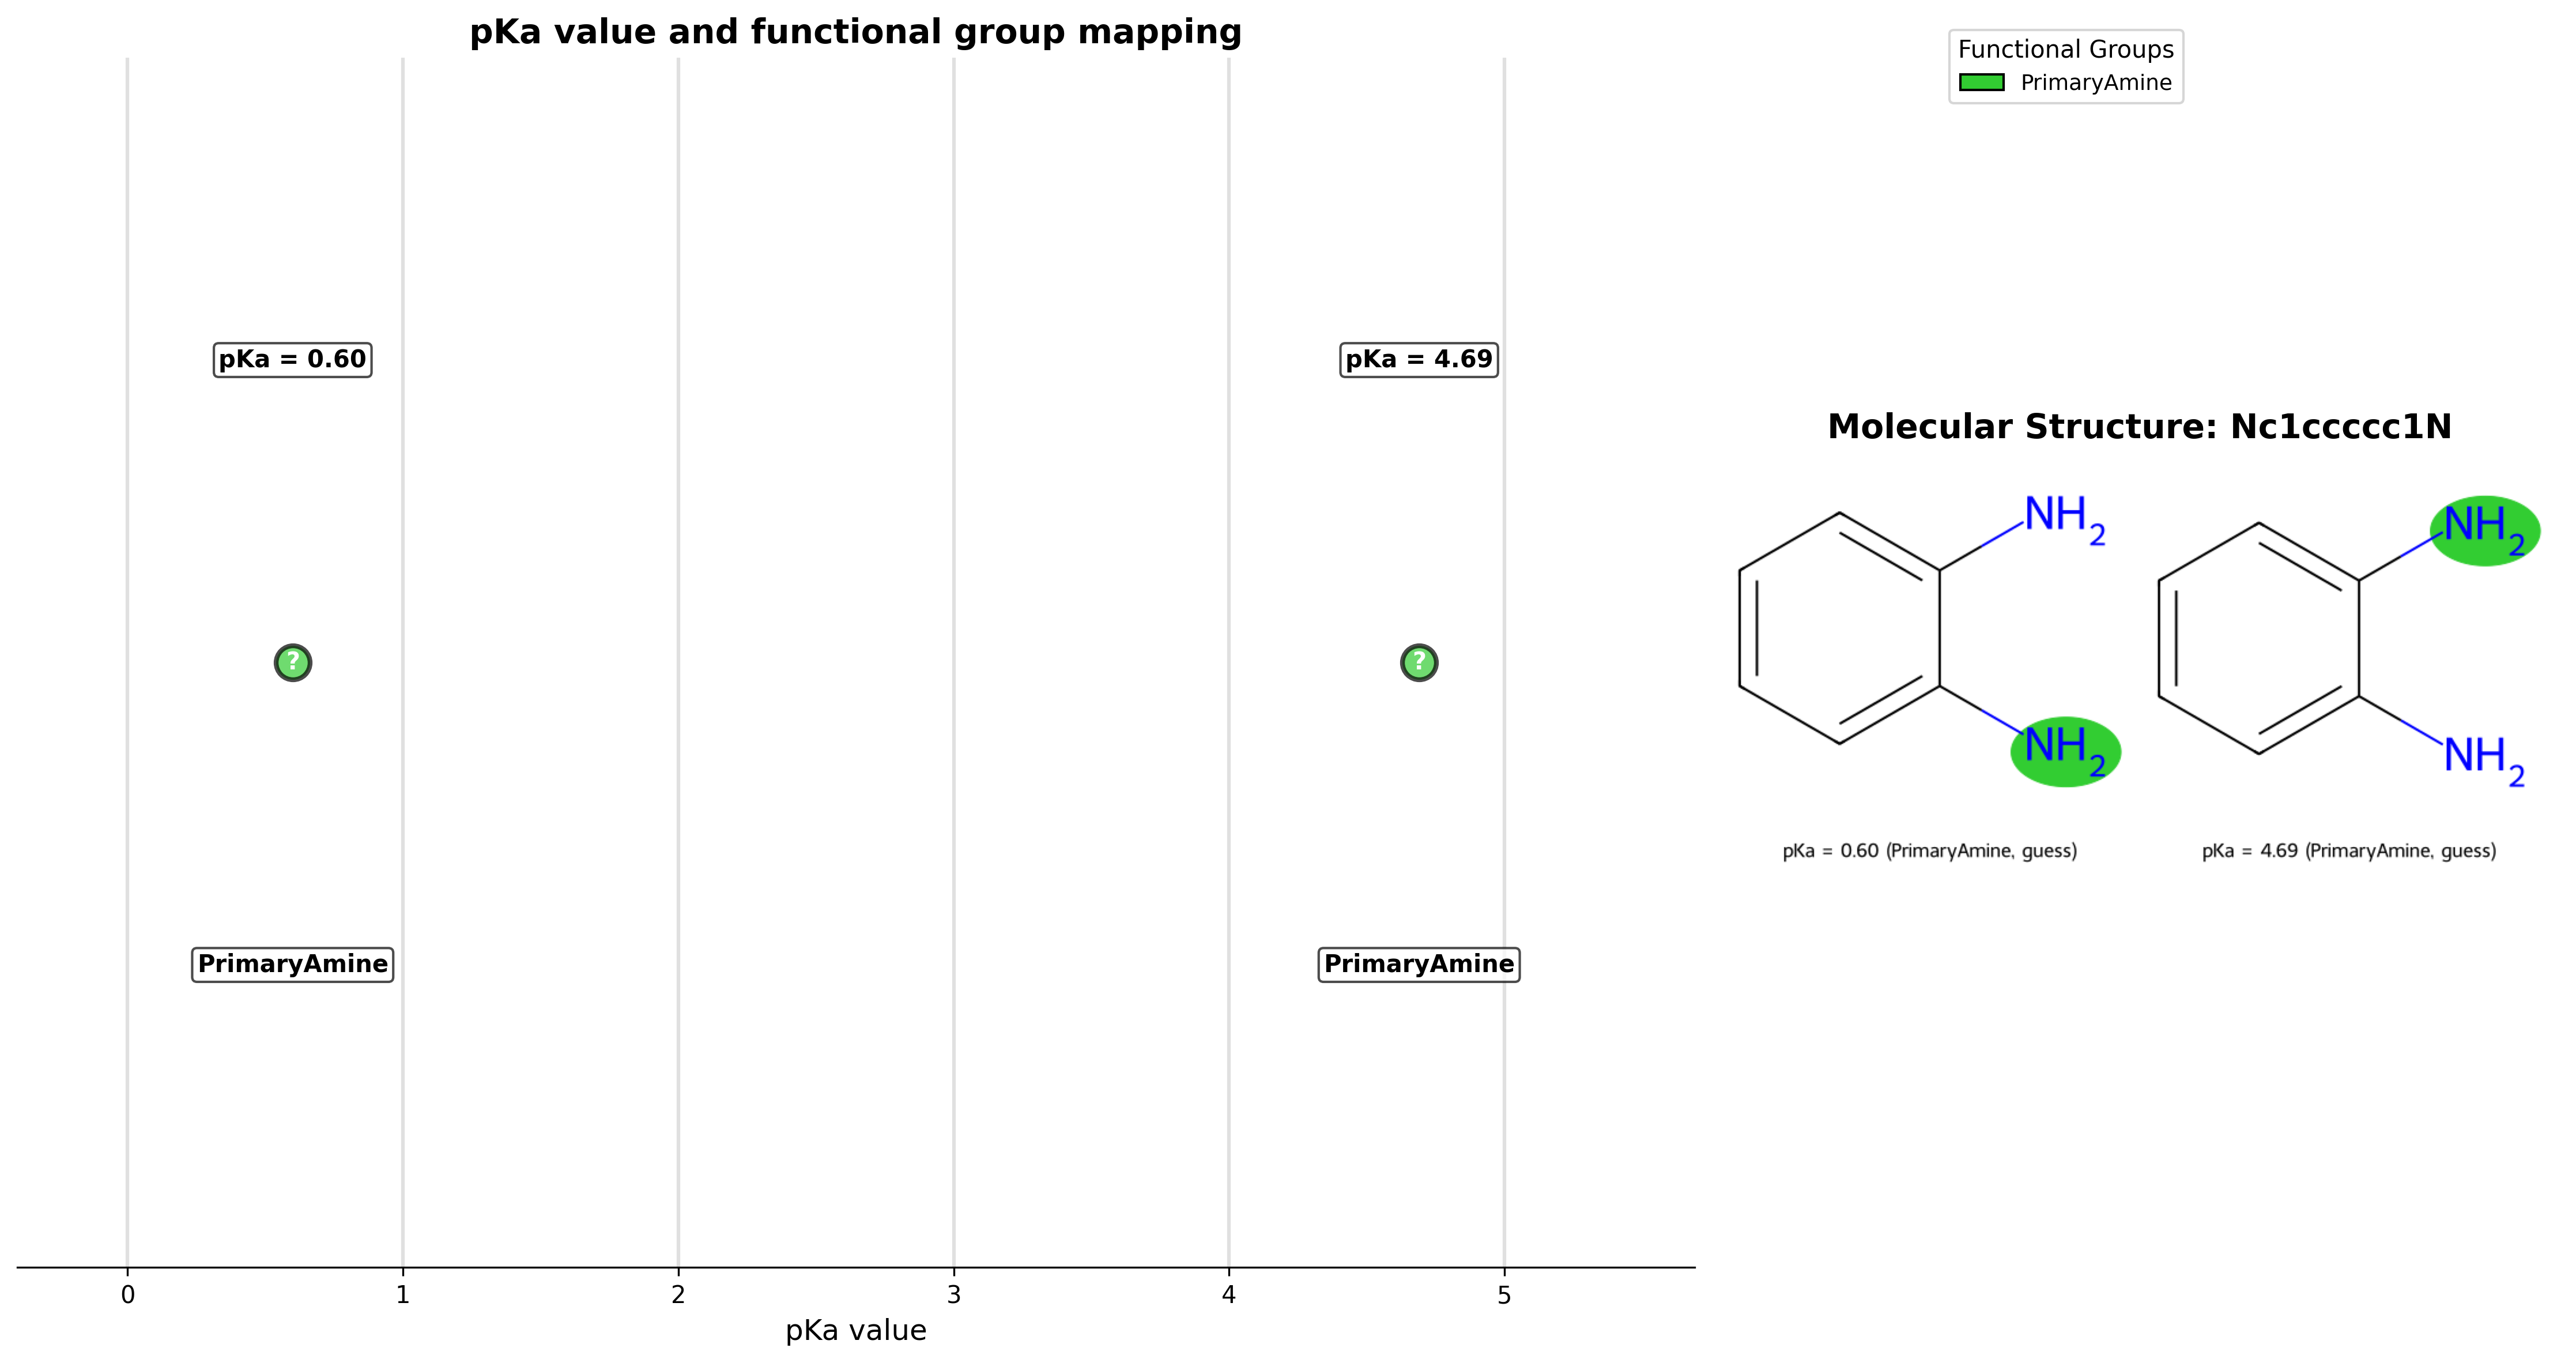 pKa value and functional group mapping
pKa = 0.60
pKa = 4.69
?
?
PrimaryAmine
PrimaryAmine
0 1 2 3 4 5
pKa value
Functional Groups
PrimaryAmine
Molecular Structure: Nc1ccccc1N
NH2
NH2
NH2
NH2
pKa = 0.60 (PrimaryAmine, guess)
pKa = 4.69 (PrimaryAmine, guess)